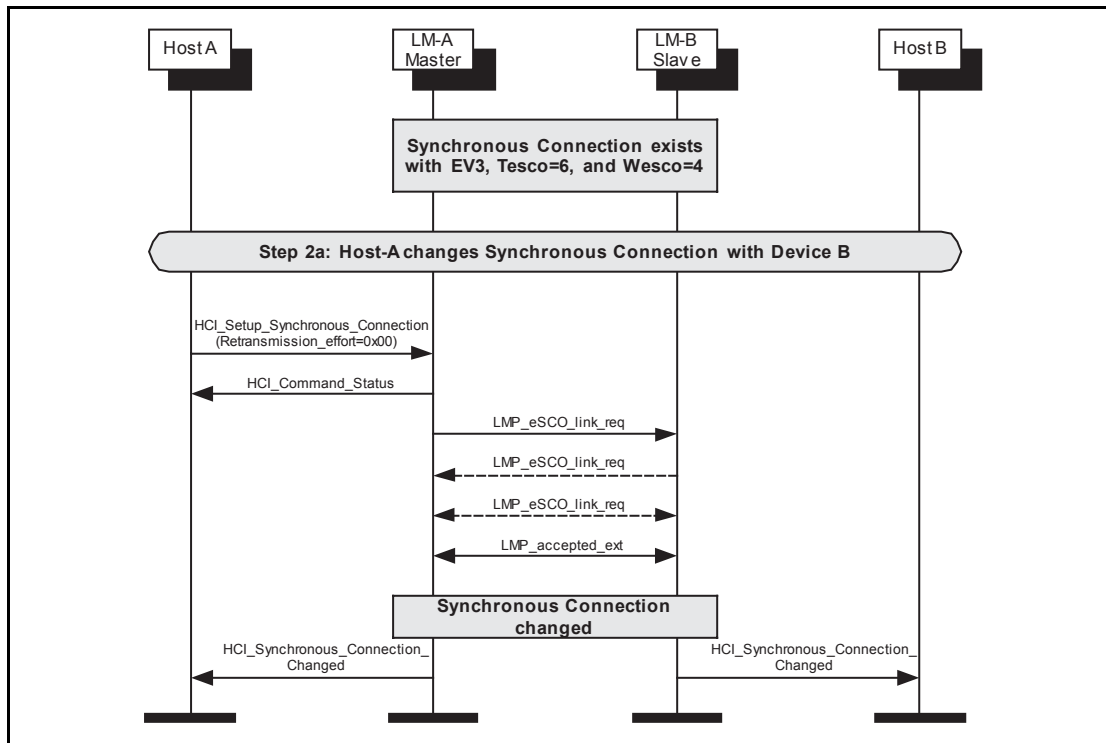 Host A
LM-A
Master
LM-B
Slave
Host B
Synchronous Connection exists
with EV3, Tesco=6, and Wesco=4
Step 2a: Host-A changes Synchronous Connection with Device B
HCI_Setup_Synchronous_Connection
(Retransmission_effort=0x00)
HCI_Command_Status
LMP_eSCO_link_req
LMP_eSCO_link_req
LMP_eSCO_link_req
LMP_accepted_ext
Synchronous Connection
changed
HCI_Synchronous_Connection_
Changed
HCI_Synchronous_Connection_
Changed